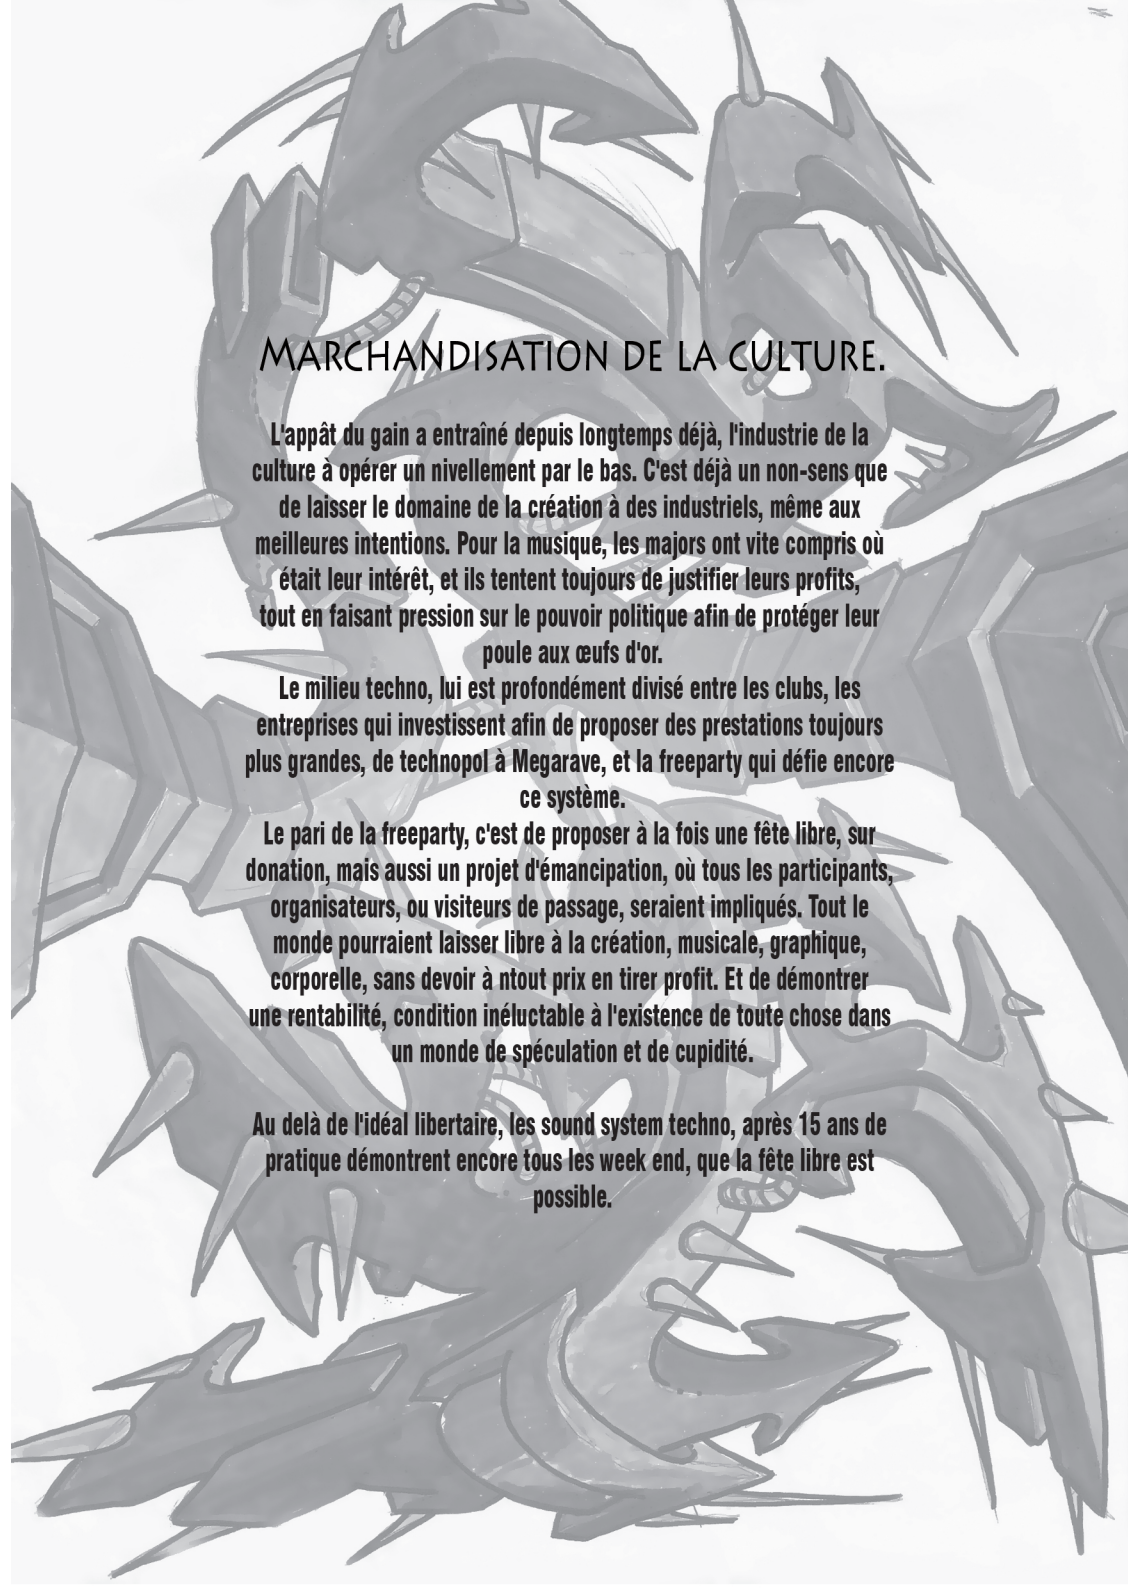 Marchandisation de la culture.
L'appât du gain a entraîné depuis longtemps déjà, l'industrie de la
culture à opérer un nivellement par le bas. C'est déjà un non-sens que
de laisser le domaine de la création à des industriels, même aux
meilleures intentions. Pour la musique, les majors ont vite compris où
était leur intérêt, et ils tentent toujours de justifier leurs profits,
tout en faisant pression sur le pouvoir politique afin de protéger leur
poule aux œufs d'or.
Le milieu techno, lui est profondément divisé entre les clubs, les
entreprises qui investissent afin de proposer des prestations toujours
plus grandes, de technopol à Megarave, et la freeparty qui défie encore
ce système.
Le pari de la freeparty, c'est de proposer à la fois une fête libre, sur
donation, mais aussi un projet d'émancipation, où tous les participants,
organisateurs, ou visiteurs de passage, seraient impliqués. Tout le
monde pourraient laisser libre à la création, musicale, graphique,
corporelle, sans devoir à ntout prix en tirer profit. Et de démontrer
une rentabilité, condition inéluctable à l'existence de toute chose dans
un monde de spéculation et de cupidité.
Au delà de l'idéal libertaire, les sound system techno, après 15 ans de
pratique démontrent encore tous les week end, que la fête libre est
possible.